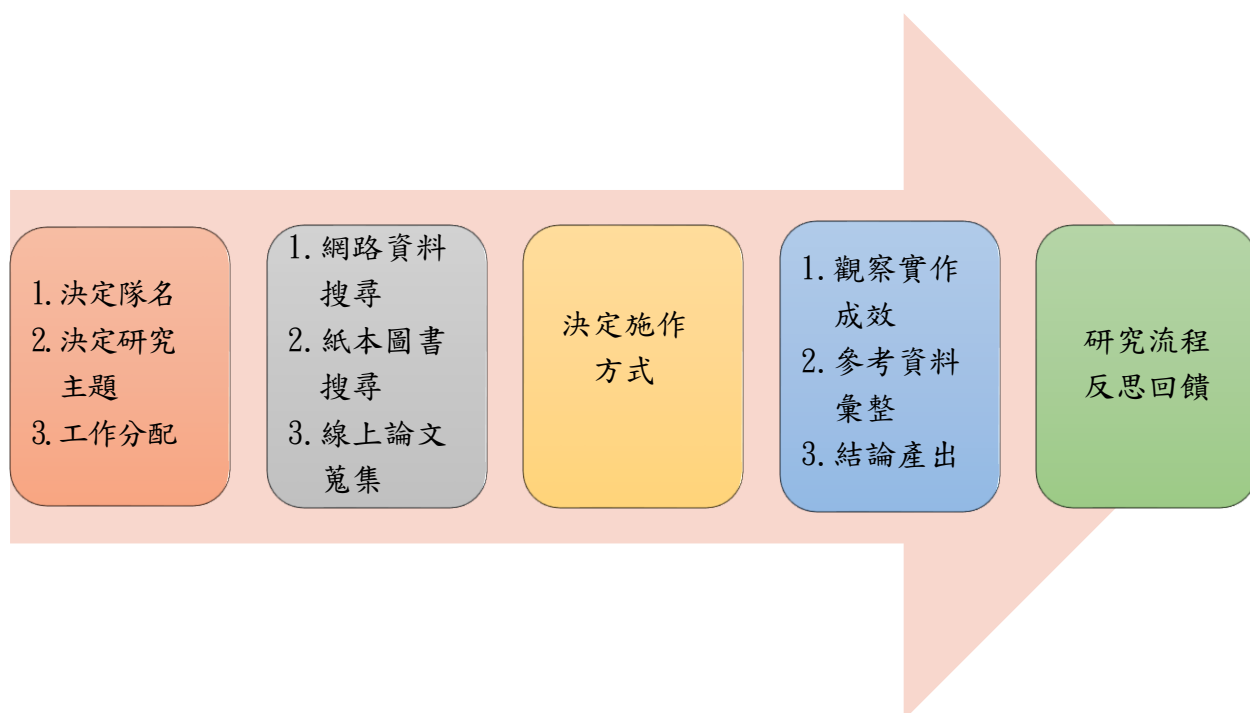 1.決定隊名
2.決定研究
主題
3.工作分配
1.網路資料
搜尋
2.紙本圖書
搜尋
3.線上論文
蒐集
決定施作
方式
1.觀察實作
成效
2.參考資料
彙整
3.結論產出
研究流程
反思回饋